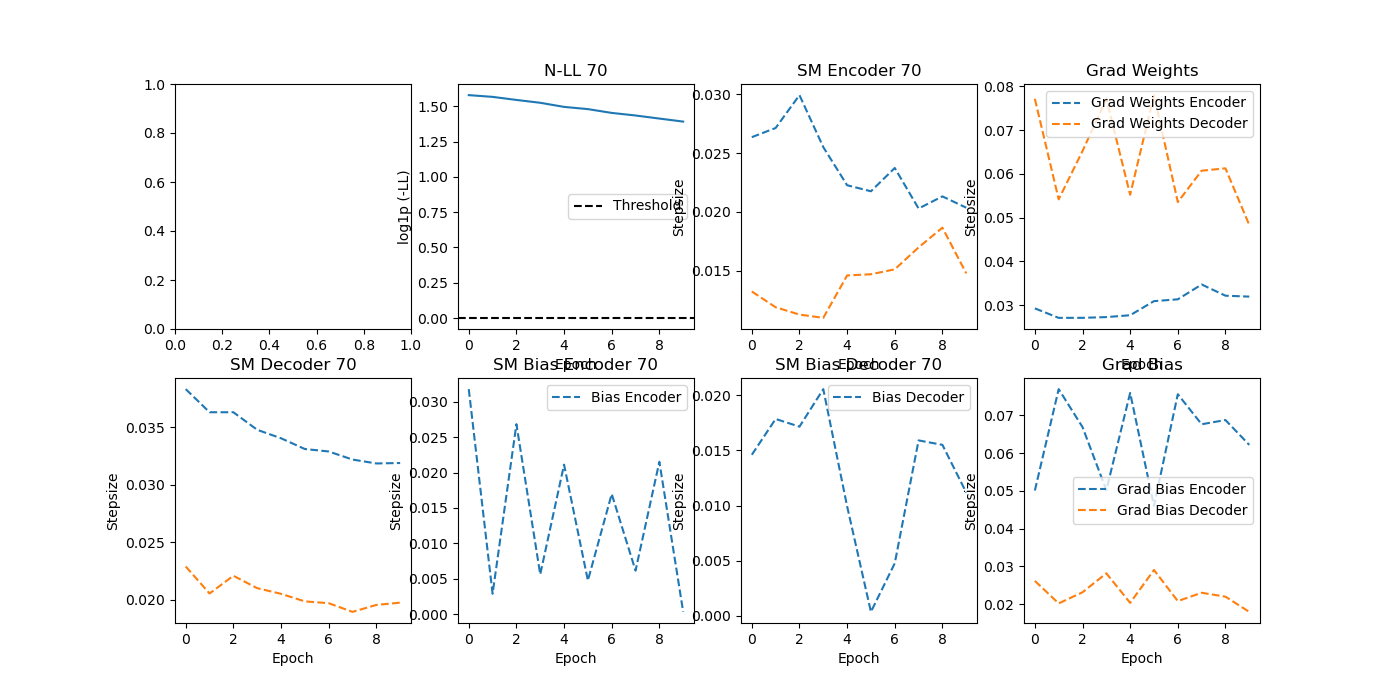 N-LL 70
SM Encoder 70
Grad Weights
1.0
0.8
0.6
0.4
0.2
0.0
0.0 0.2 0.4 0.6 0.8 1.0
log1p (-LL)
1.50
1.25
1.00
0.75
0.50
0.25
0.00
Threshold
0 2 4 6 8
Epoch
Stepsize
0.030
0.025
0.020
0.015
0 2 4 6 8
Epoch
Stepsize
0.08
0.07
0.06
0.05
0.04
0.03
Grad Weights Encoder
Grad Weights Decoder
0 2 4 6 8
Epoch
SM Decoder 70
SM Bias Encoder 70
SM Bias Decoder 70
Grad Bias
Stepsize
0.035
0.030
0.025
0.020
0 2 4 6 8
Epoch
Stepsize
0.030
0.025
0.020
0.015
0.010
0.005
0.000
Bias Encoder
0 2 4 6 8
Epoch
Stepsize
0.020
0.015
0.010
0.005
0.000
Bias Decoder
0 2 4 6 8
Epoch
Stepsize
0.07
0.06
0.05
0.04
0.03
0.02
Grad Bias Encoder
Grad Bias Decoder
0 2 4 6 8
Epoch